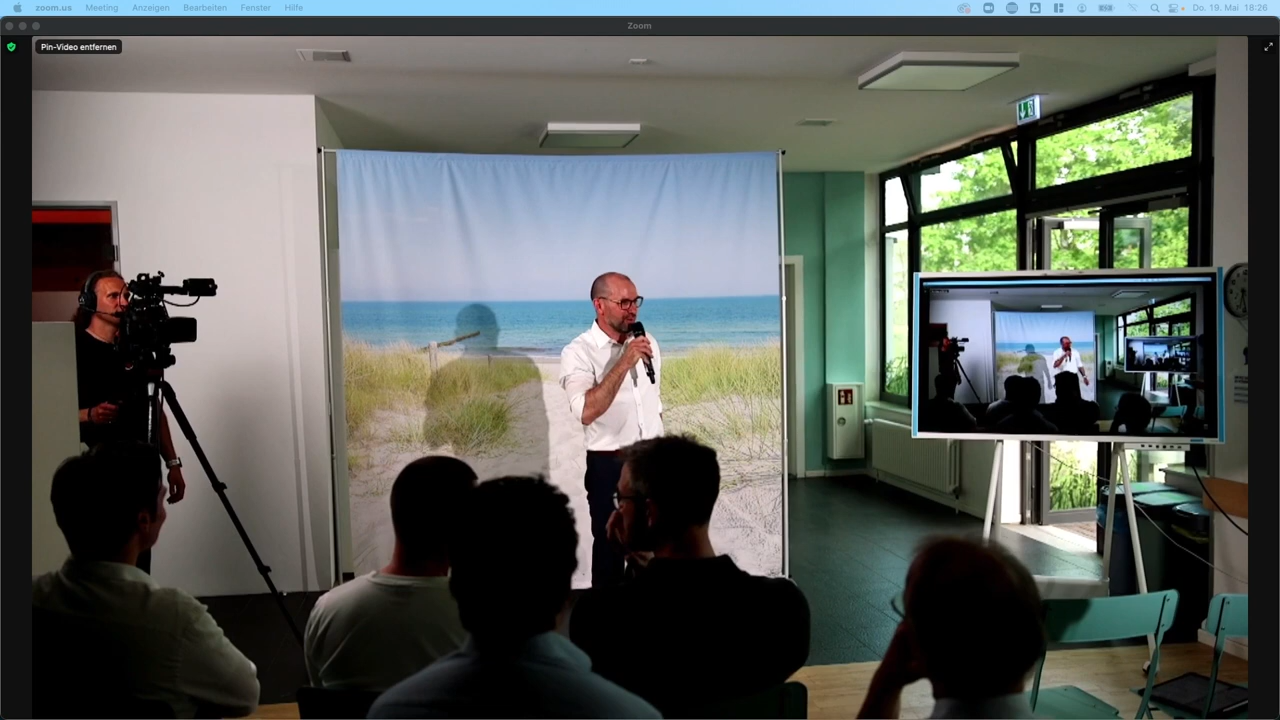 zoom.us Meeting Anzeigen Bearbeiten Fenster Hilfe Do. 19. Mai 18:26
Zoom
Pin-Video entfernen